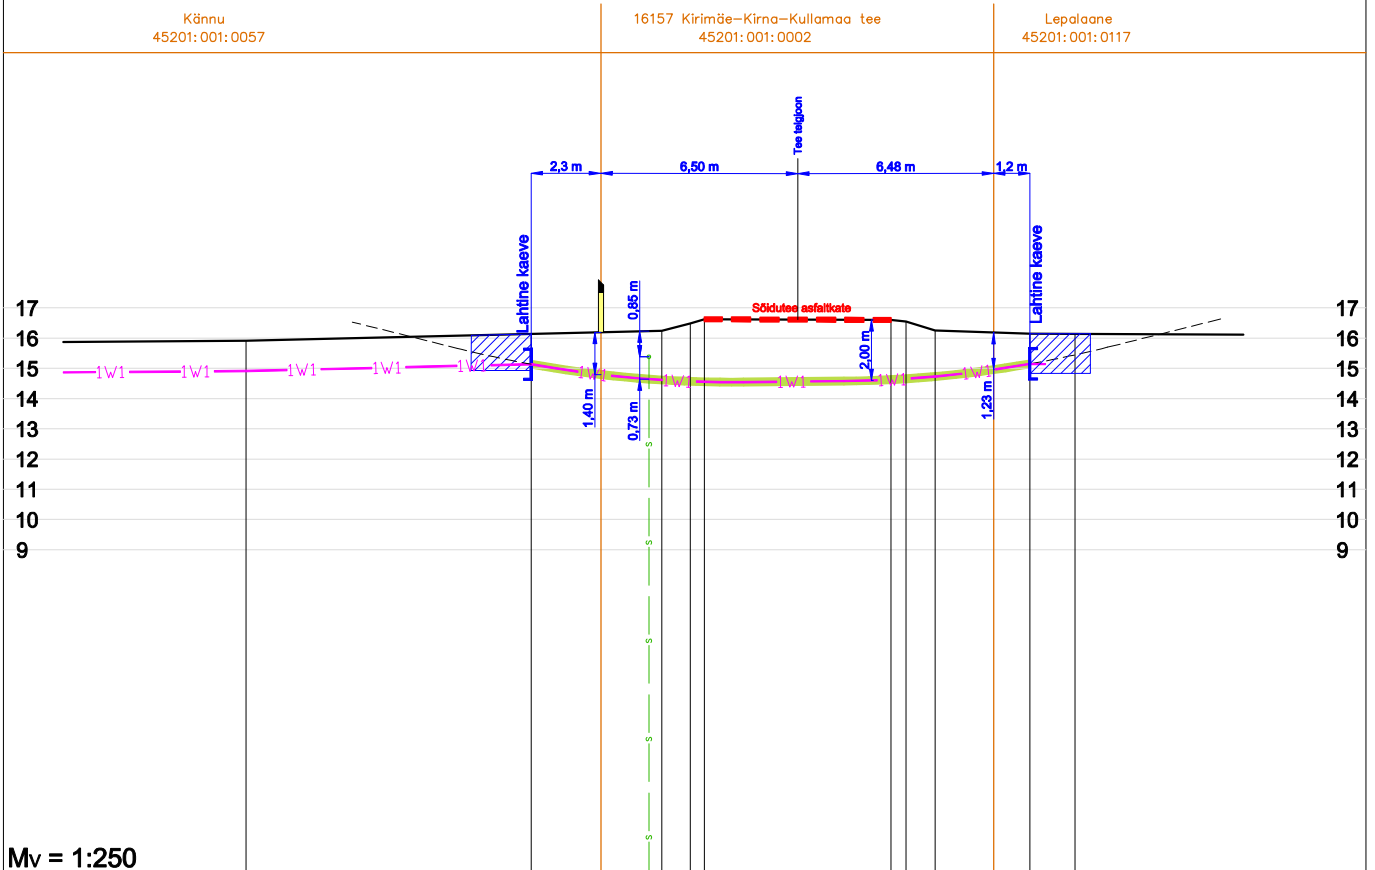 Kännu
45201:001:0057
16157 Kirimäe-Kirna-Kullamaa tee
45201:001:0002
Lepalaane
45201:001:0117
Tee telgjoon
2,3 m
6,50 m
6,48 m
1,2 m
Lahtine kaeve
Lahtine kaeve
0,85 m
Sõidutee asfaltkate
2,00 m
1,40 m
0,73 m
1,23 m
17
17
16
16
15
15
1W1
1W1
1W1
1W1
1W1
1W1
1W1
1W1
1W1
14
14
13
13
12
12
11
11
10
10
9
9
s
s
s
s
s
Mv = 1:250